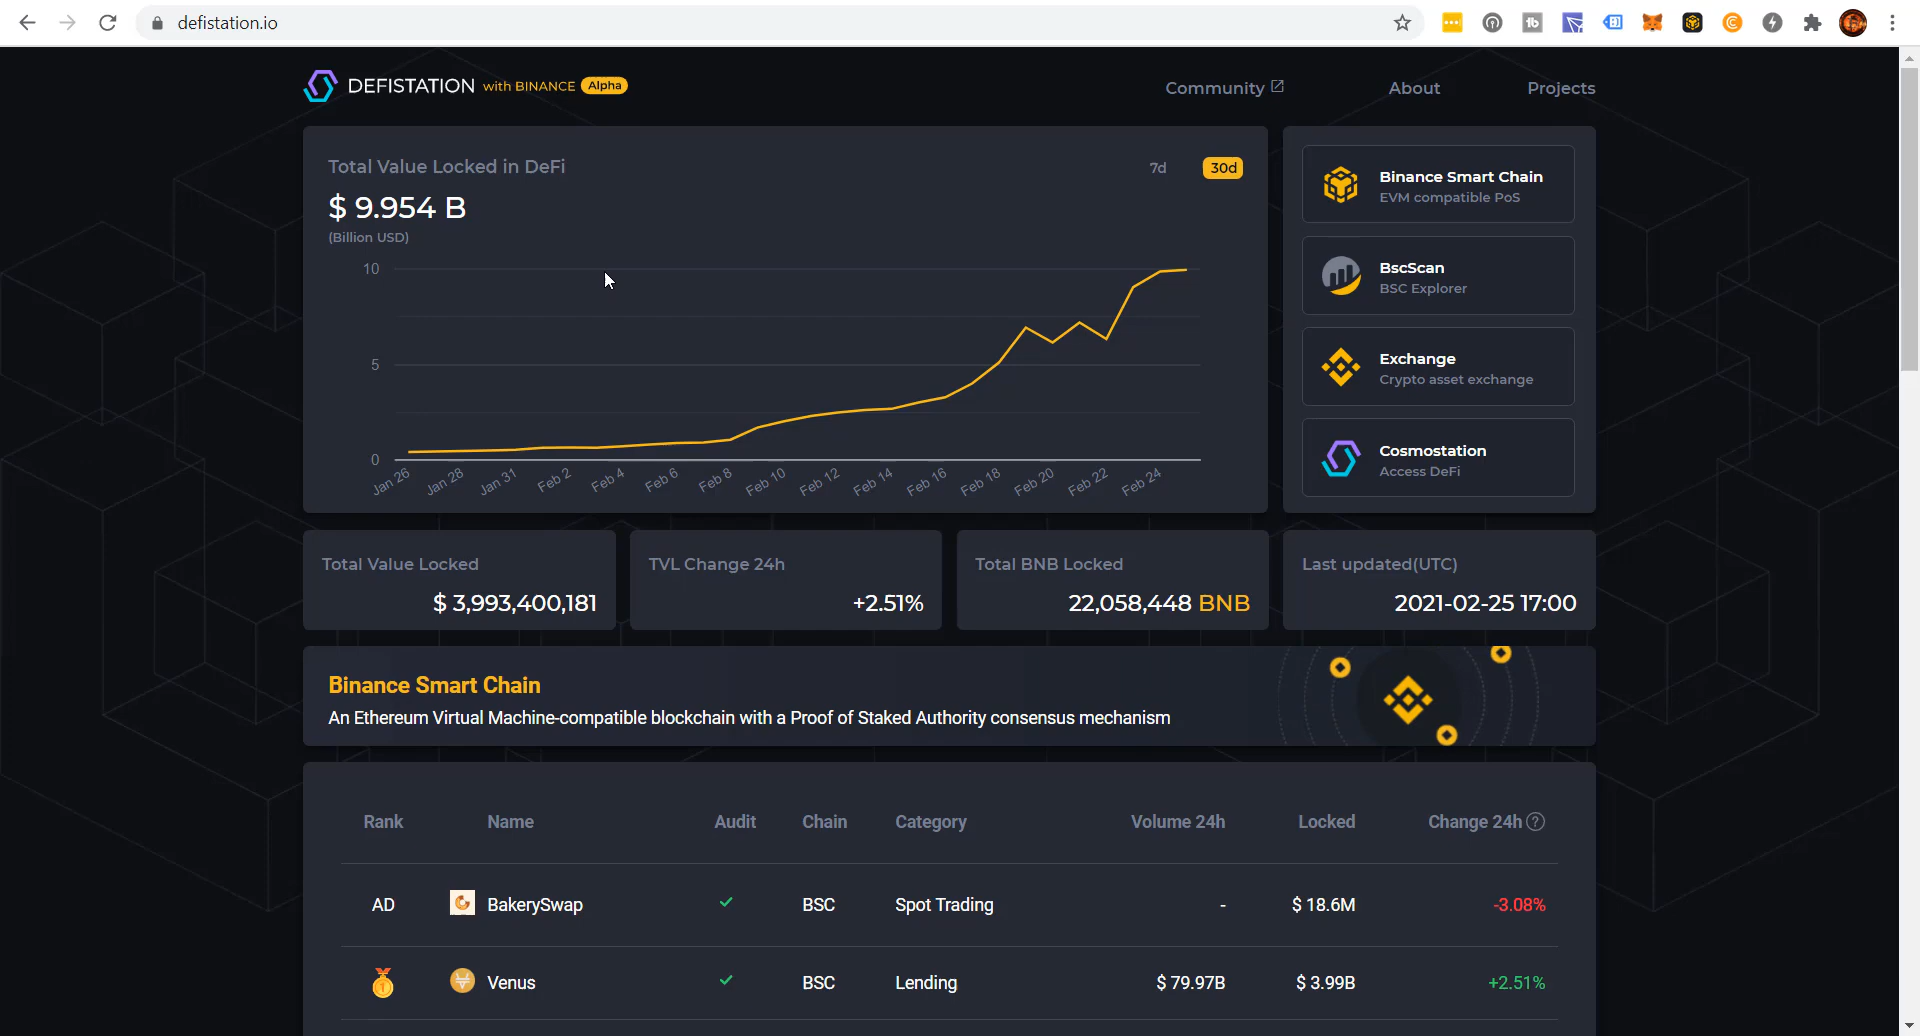 defistation.io
DEFISTATION with BINANCE Alpha
Community
About
Projects
Total Value Locked in DeFi
7d
30d
$ 9.954 B
(Billion USD)
10
5
0
Jan 26
Jan 28
Jan 31
Feb 2
Feb 4
Feb 6
Feb 8
Feb 10
Feb 12
Feb 14
Feb 16
Feb 18
Feb 20
Feb 22
Feb 24
Binance Smart Chain
EVM compatible PoS
BscScan
BSC Explorer
Exchange
Crypto asset exchange
Cosmostation
Access DeFi
Total Value Locked
$ 3,993,400,181
TVL Change 24h
+2.51%
Total BNB Locked
22,058,448 BNB
Last updated(UTC)
2021-02-25 17:00
Binance Smart Chain
An Ethereum Virtual Machine-compatible blockchain with a Proof of Staked Authority consensus mechanism
Rank Name Audit Chain Category Volume 24h Locked Change 24h ?
AD BakerySwap BSC Spot Trading - $ 18.6M -3.08%
1 Venus BSC Lending $ 79.97B $ 3.99B +2.51%